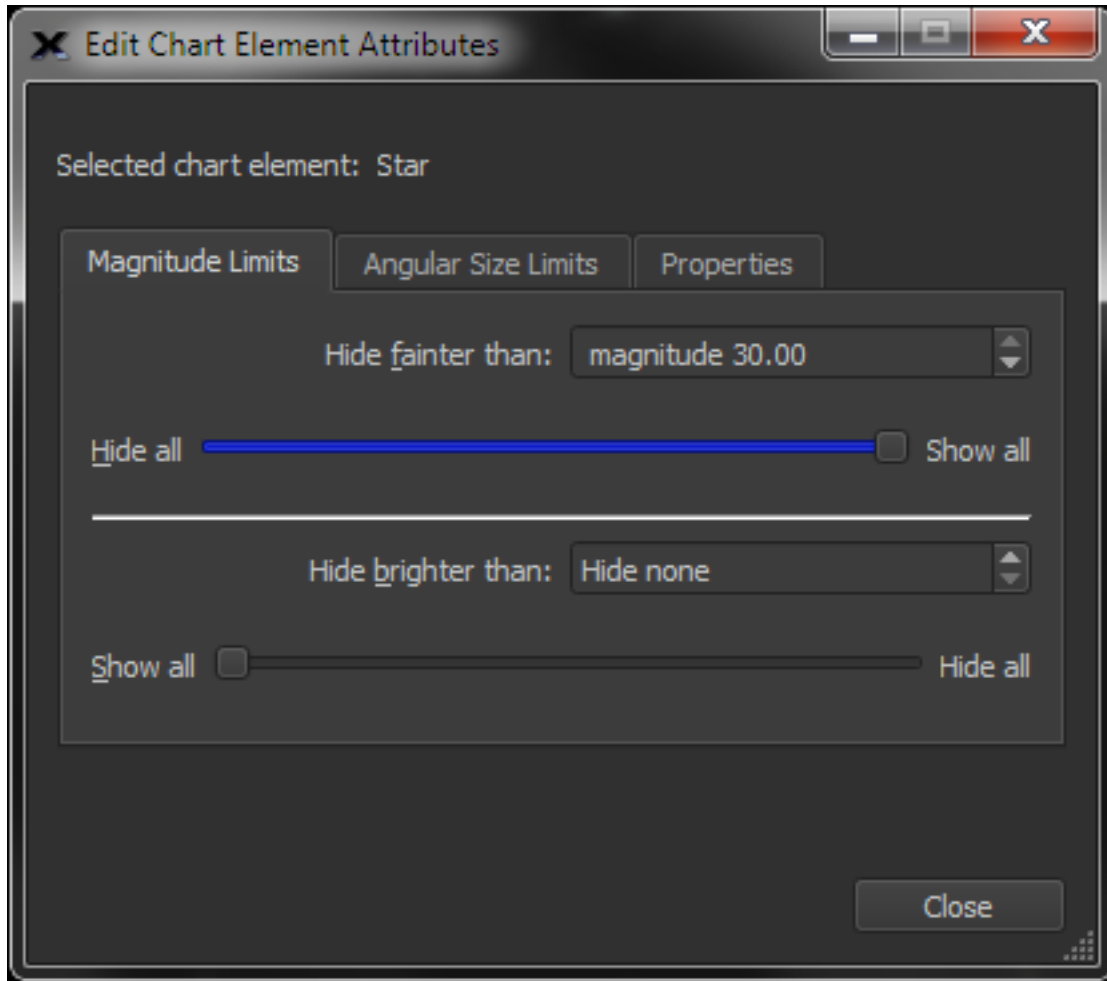 Edit Chart Element Attributes
Selected chart element: Star
Magnitude Limits Angular Size Limits Properties
Hide fainter than: magnitude 30.00
Hide all Show all
Hide brighter than: Hide none
Show all Hide all
Close